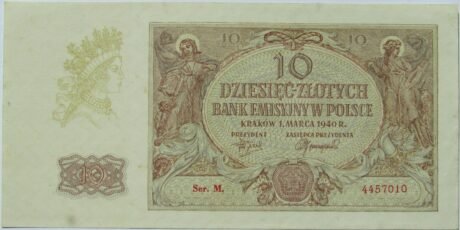 10 10
10
DZIESIĘĆ ZŁOTYCH
BANK EMISYJNY W POLSCE
KRAKÓW 1. MARCA 1940 R.
PREZYDENT ZASTĘPCA PREZYDENTA
Ser. M. 4457010